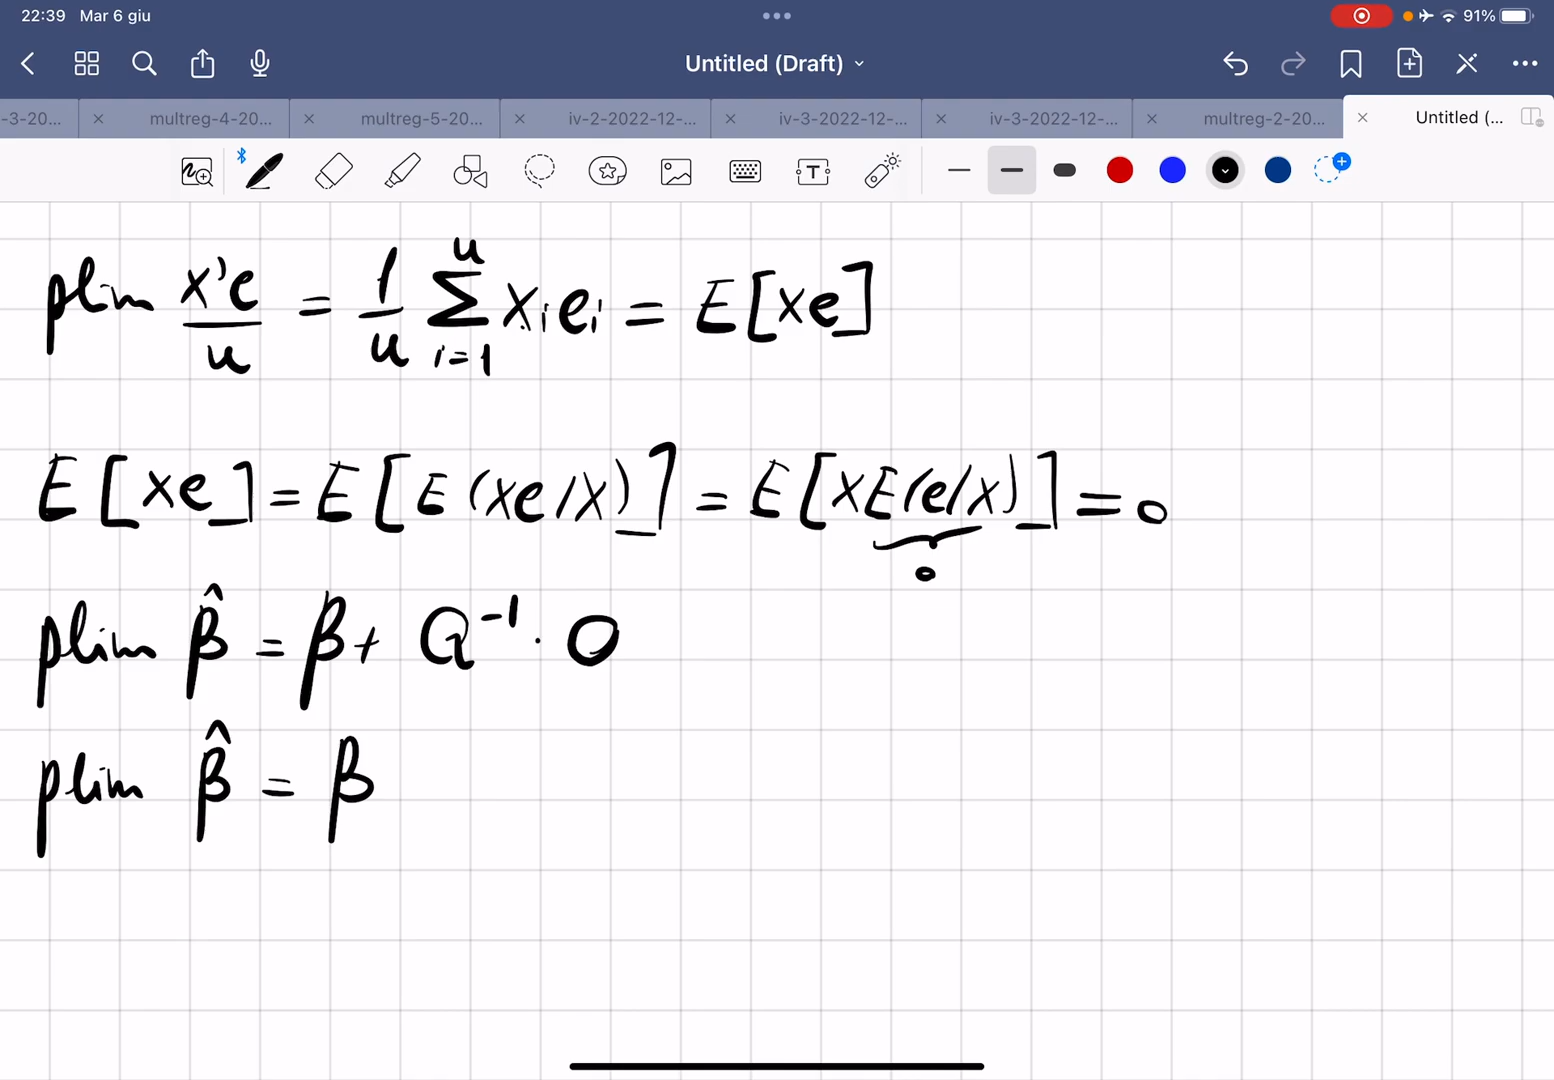 22:39 Mar 6 giu 91%
Untitled (Draft)
-3-20... multreg-4-20... multreg-5-20... iv-2-2022-12-... iv-3-2022-12-... iv-3-2022-12-... multreg-2-20... Untitled (...
T
plim x'e/n = 1/n Σ_{i=1}^{n} x_i e_i = E[xe]
E[xe] = E[E(xe/x)] = E[xE(e/x)] = 0
0
plim β̂ = β + Q⁻¹ · 0
plim β̂ = β